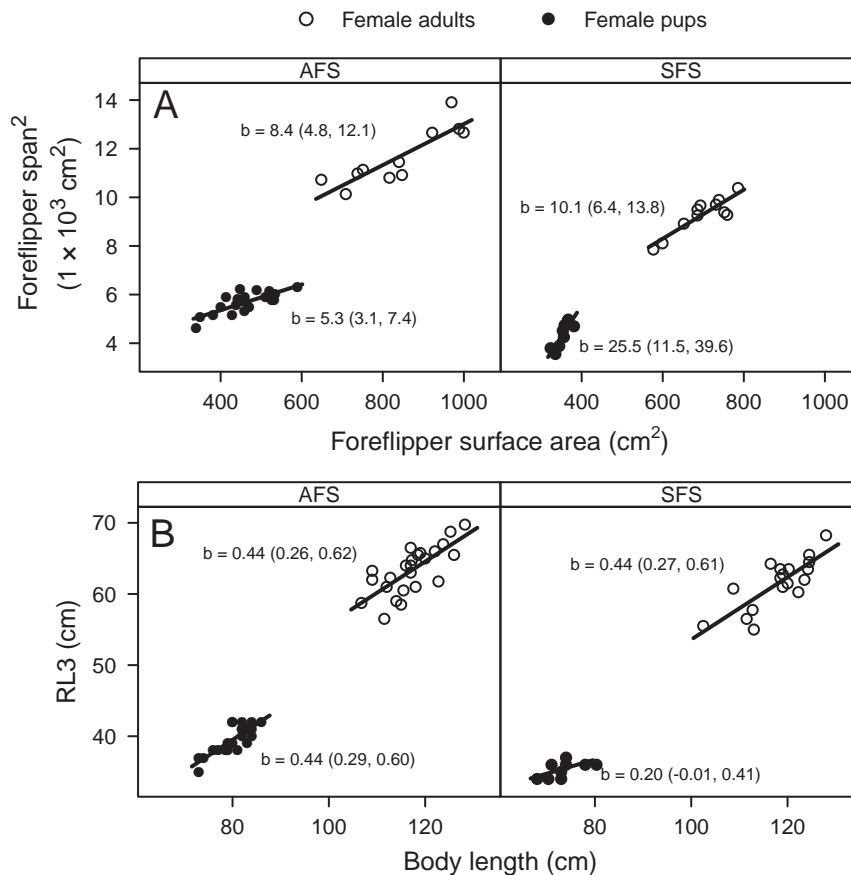 Female adults Female pups
AFS SFS
A
Foreflipper span²
(1 × 10³ cm²)
14
12
10
8
6
4
b = 8.4 (4.8, 12.1)
b = 5.3 (3.1, 7.4)
b = 10.1 (6.4, 13.8)
b = 25.5 (11.5, 39.6)
400 600 800 1000 400 600 800 1000
Foreflipper surface area (cm²)
AFS SFS
B
RL3 (cm)
70
60
50
40
b = 0.44 (0.26, 0.62)
b = 0.44 (0.29, 0.60)
b = 0.44 (0.27, 0.61)
b = 0.20 (-0.01, 0.41)
80 100 120 80 100 120
Body length (cm)